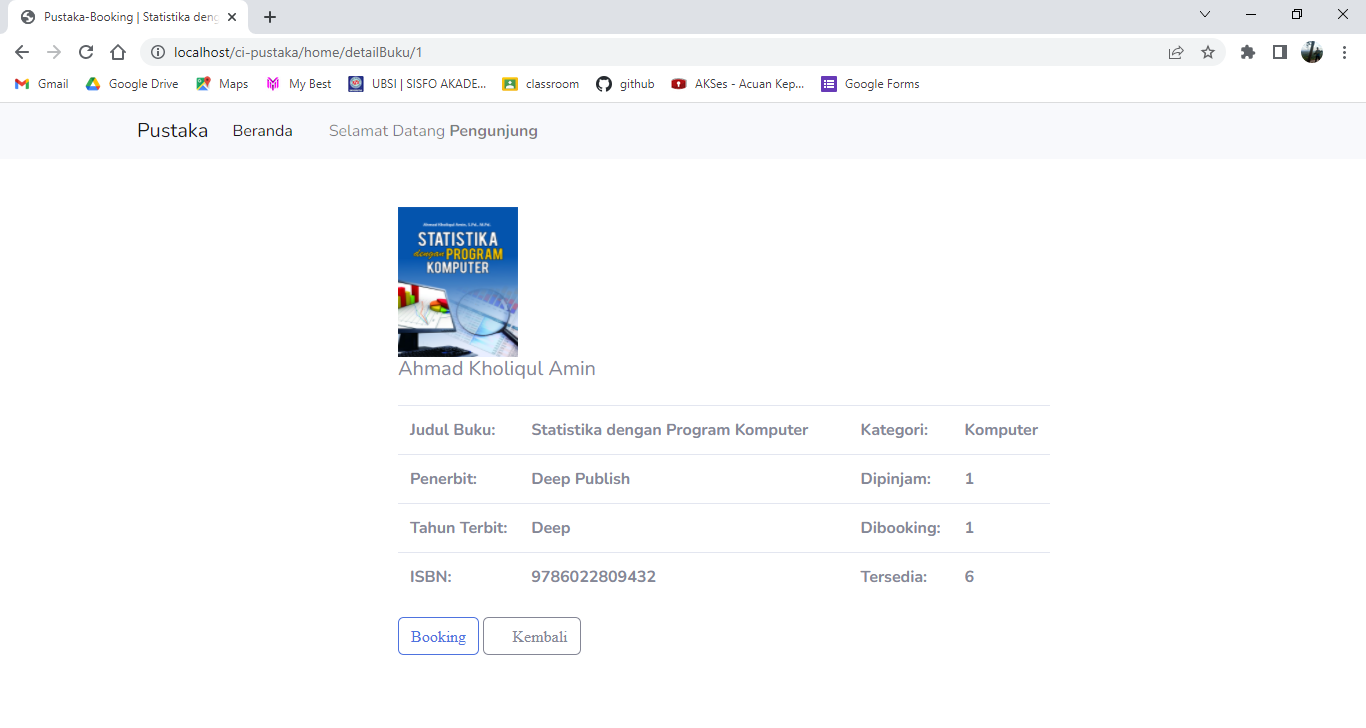 Pustaka-Booking | Statistika deng
localhost/ci-pustaka/home/detailBuku/1
Gmail Google Drive Maps My Best UBSI | SISFO AKADE... classroom github AKSes - Acuan Kep... Google Forms
Pustaka Beranda Selamat Datang Pengunjung
Ahmad Kholiqul Amin, S.Pd., M.Pd.
STATISTIKA
dengan PROGRAM
KOMPUTER
Ahmad Kholiqul Amin
Judul Buku: Statistika dengan Program Komputer Kategori: Komputer
Penerbit: Deep Publish Dipinjam: 1
Tahun Terbit: Deep Dibooking: 1
ISBN: 9786022809432 Tersedia: 6
Booking Kembali